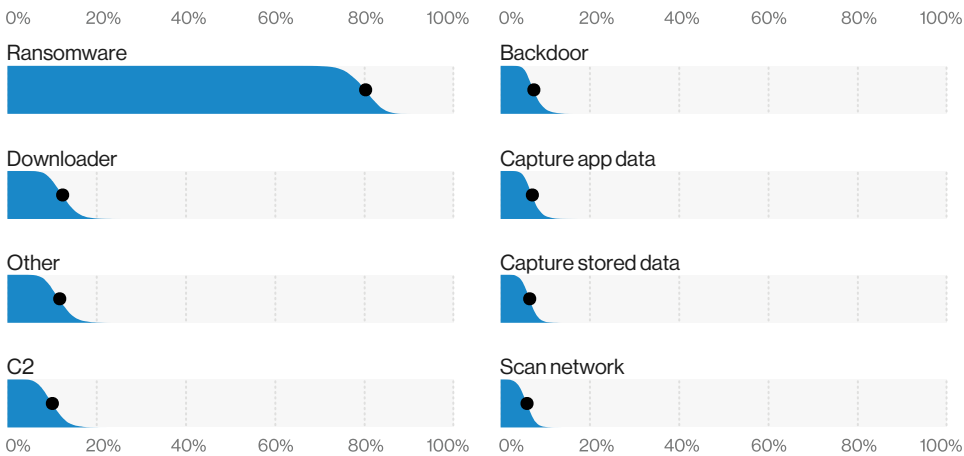 0% 20% 40% 60% 80% 100%
Ransomware
Downloader
Other
C2
0% 20% 40% 60% 80% 100%
0% 20% 40% 60% 80% 100%
Backdoor
Capture app data
Capture stored data
Scan network
0% 20% 40% 60% 80% 100%